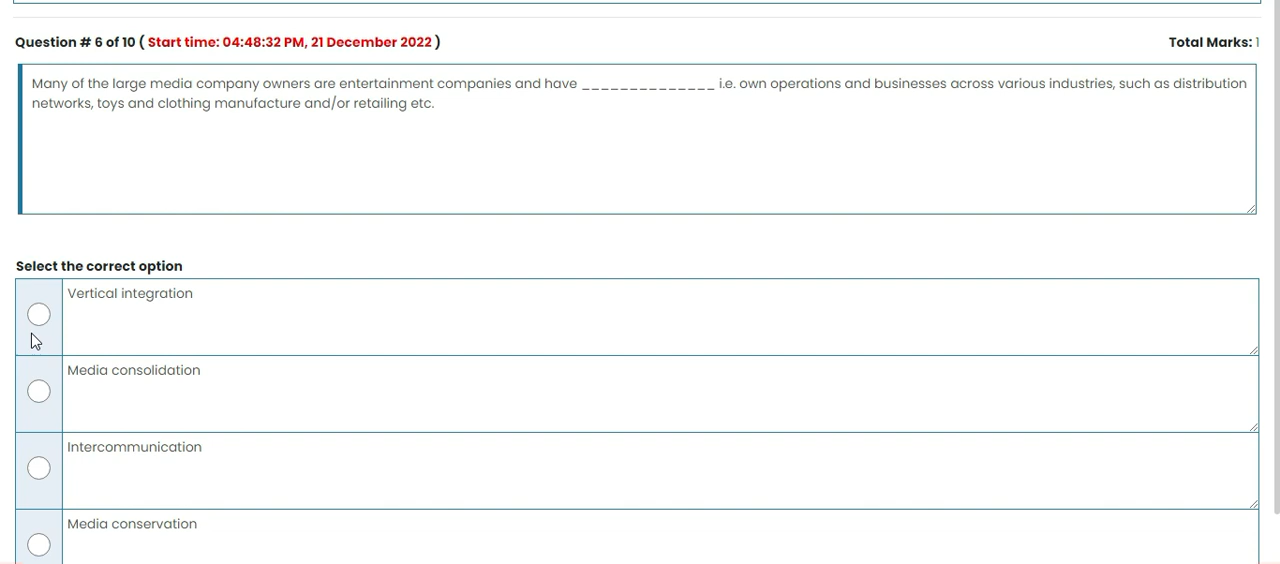 Question # 6 of 10 ( Start time: 04:48:32 PM, 21 December 2022 )
Total Marks: 1
Many of the large media company owners are entertainment companies and have ______________ i.e. own operations and businesses across various industries, such as distribution
networks, toys and clothing manufacture and/or retailing etc.
Select the correct option
Vertical integration
Media consolidation
Intercommunication
Media conservation